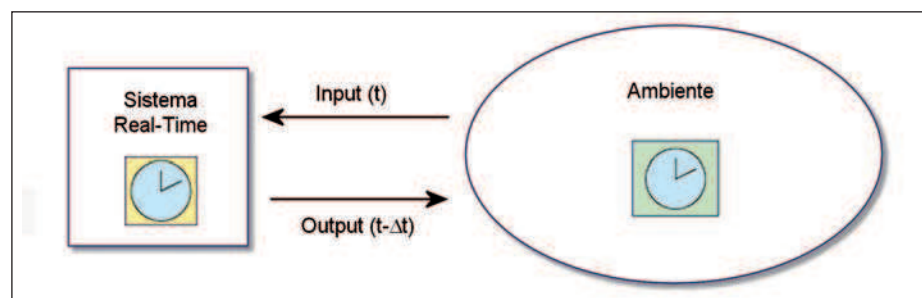 Sistema
Real-Time
Input (t)
Output (t-Δt)
Ambiente